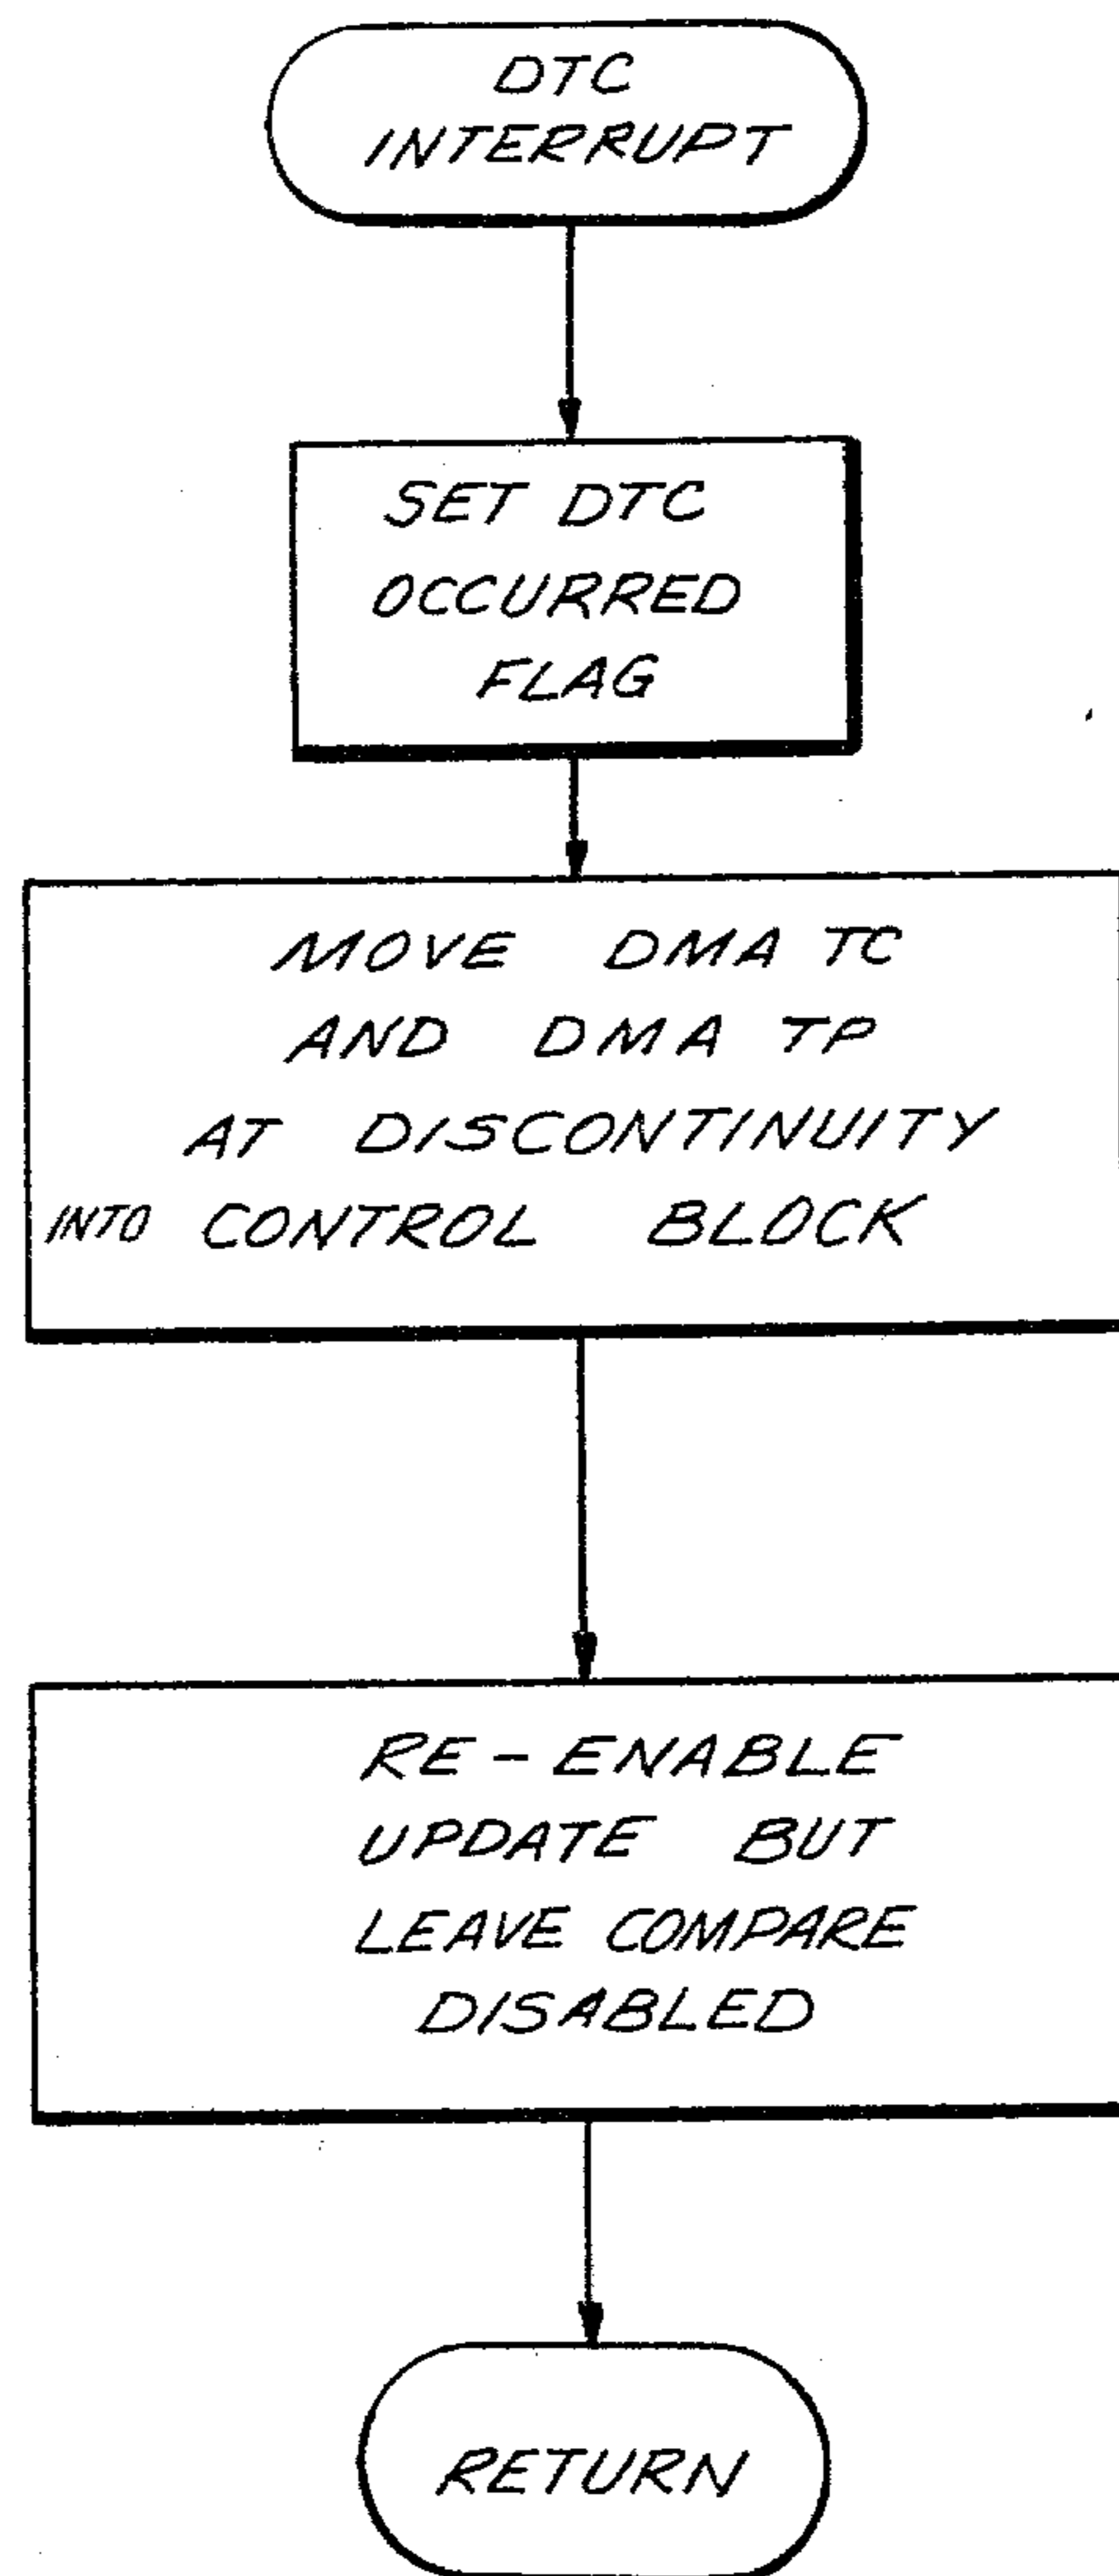 DTC
INTERRUPT
SET DTC
OCCURRED
FLAG
MOVE DMA TC
AND DMA TP
AT DISCONTINUITY
INTO CONTROL BLOCK
RE-ENABLE
UPDATE BUT
LEAVE COMPARE
DISABLED
RETURN